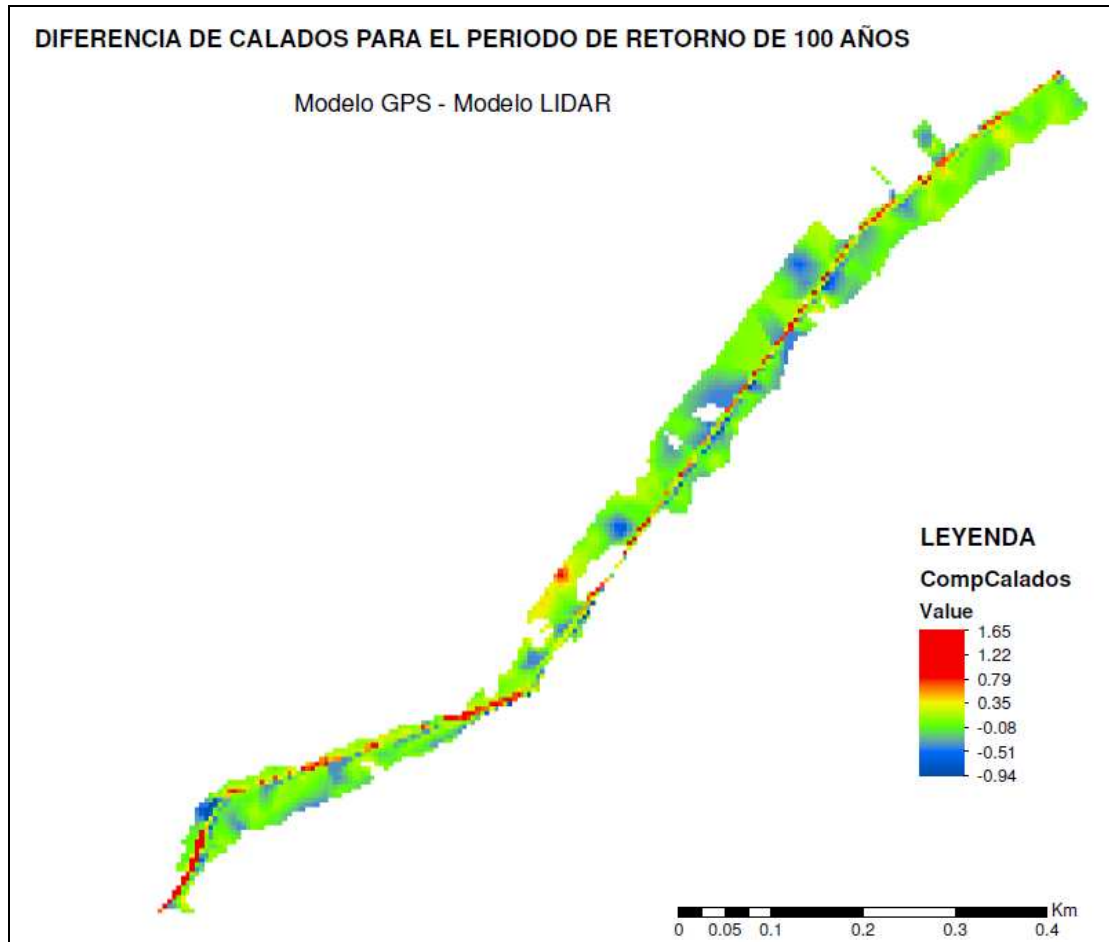 DIFERENCIA DE CALADOS PARA EL PERIODO DE RETORNO DE 100 AÑOS
Modelo GPS - Modelo LIDAR
LEYENDA
CompCalados
Value
1.65
1.22
0.79
0.35
-0.08
-0.51
-0.94
Km
0 0.05 0.1 0.2 0.3 0.4